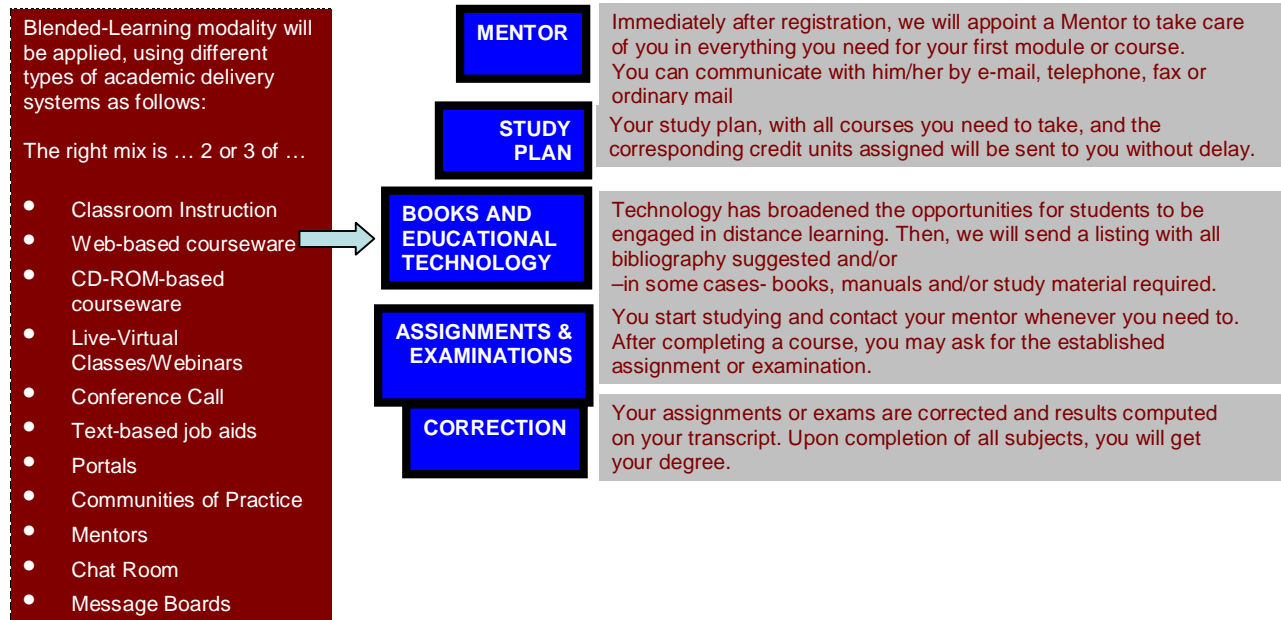 Blended-Learning modality will
be applied, using different
types of academic delivery
systems as follows:
The right mix is … 2 or 3 of …
• Classroom Instruction
• Web-based courseware
• CD-ROM-based
courseware
• Live-Virtual
Classes/Webinars
• Conference Call
• Text-based job aids
• Portals
• Communities of Practice
• Mentors
• Chat Room
• Message Boards
MENTOR
Immediately after registration, we will appoint a Mentor to take care
of you in everything you need for your first module or course.
You can communicate with him/her by e-mail, telephone, fax or
ordinary mail
STUDY
PLAN
Your study plan, with all courses you need to take, and the
corresponding credit units assigned will be sent to you without delay.
BOOKS AND
EDUCATIONAL
TECHNOLOGY
Technology has broadened the opportunities for students to be
engaged in distance learning. Then, we will send a listing with all
bibliography suggested and/or
–in some cases- books, manuals and/or study material required.
ASSIGNMENTS &
EXAMINATIONS
You start studying and contact your mentor whenever you need to.
After completing a course, you may ask for the established
assignment or examination.
CORRECTION
Your assignments or exams are corrected and results computed
on your transcript. Upon completion of all subjects, you will get
your degree.